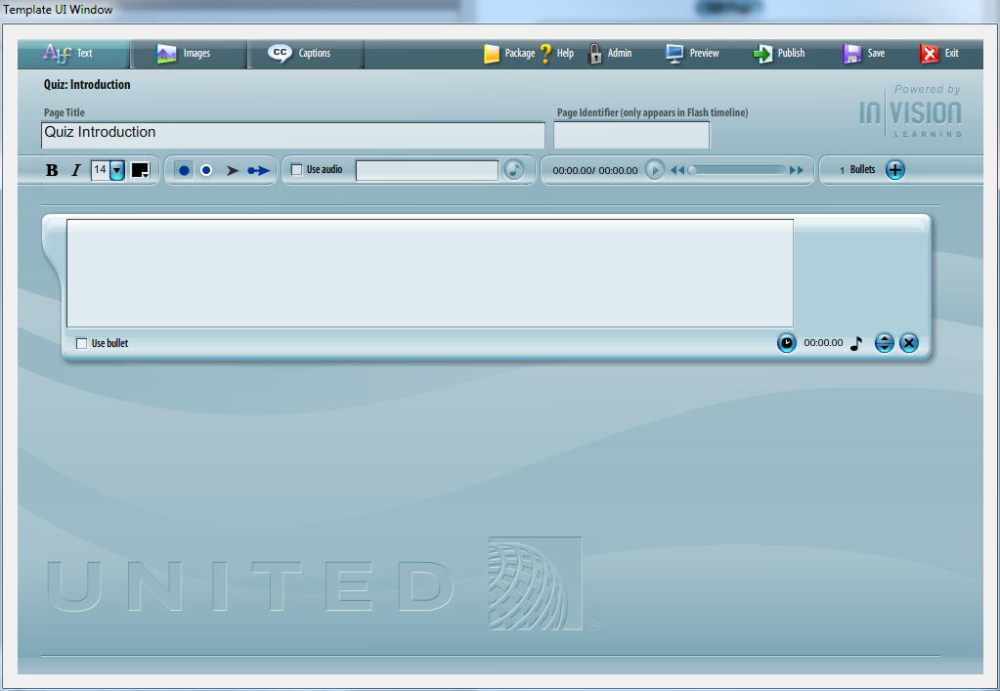 Template UI Window
Abc Text Images CC Captions Package ? Help Admin Preview Publish Save Exit
Quiz: Introduction
Powered by
INVISION
LEARNING
Page Title
Page Identifier (only appears in Flash timeline)
Quiz Introduction
B I 14 Use audio 00:00.00/ 00:00.00 1 Bullets
Use bullet 00:00.00
UNITED ®